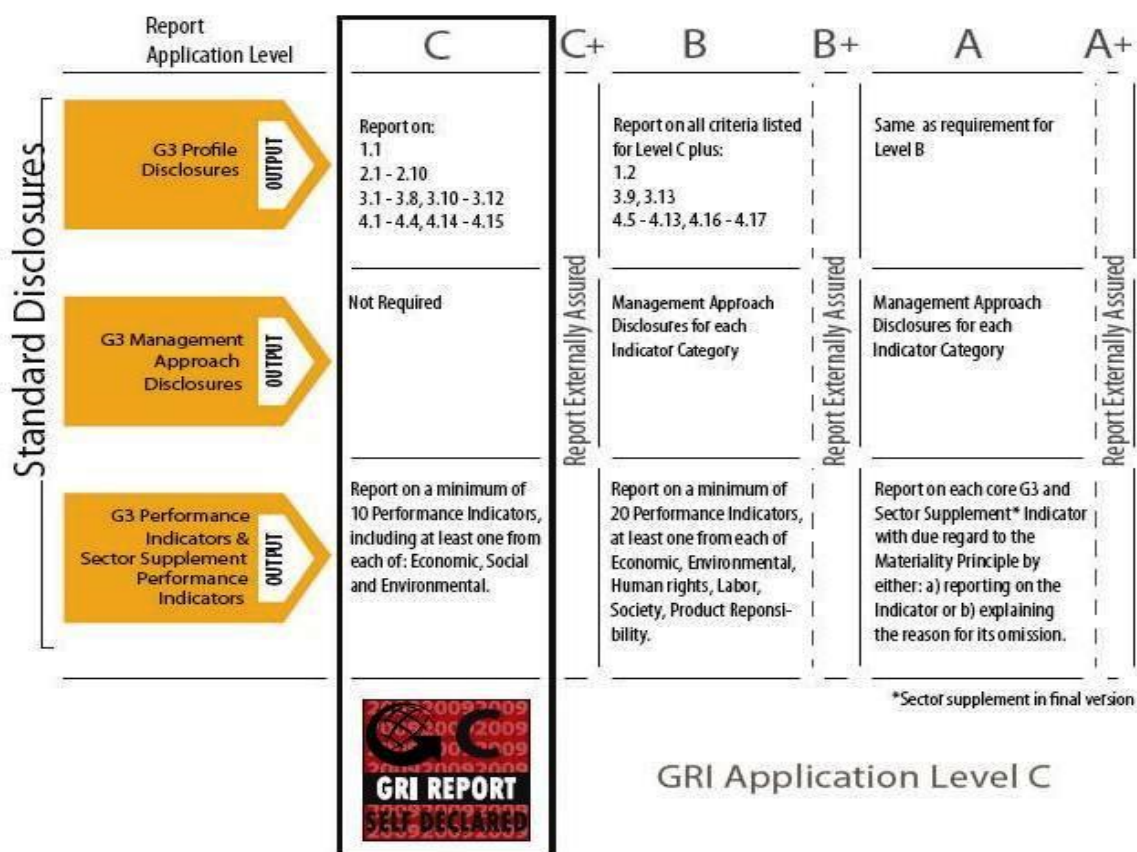 Report
Application Level
C
C+
B
B+
A
A+
Standard Disclosures
G3 Profile
Disclosures
OUTPUT
Report on:
1.1
2.1 - 2.10
3.1 - 3.8, 3.10 - 3.12
4.1 - 4.4, 4.14 - 4.15
Report on all criteria listed
for Level C plus:
1.2
3.9, 3.13
4.5 - 4.13, 4.16 - 4.17
Same as requirement for
Level B
G3 Management
Approach
Disclosures
OUTPUT
Not Required
Report Externally Assured
Management Approach
Disclosures for each
Indicator Category
Report Externally Assured
Management Approach
Disclosures for each
Indicator Category
Report Externally Assured
G3 Performance
Indicators &
Sector Supplement
Performance
Indicators
OUTPUT
Report on a minimum of
10 Performance Indicators,
including at least one from
each of: Economic, Social
and Environmental.
Report on a minimum of
20 Performance Indicators,
at least one from each of
Economic, Environmental,
Human rights, Labor,
Society, Product Reponsi-
bility.
Report on each core G3 and
Sector Supplement* Indicator
with due regard to the
Materiality Principle by
either: a) reporting on the
Indicator or b) explaining
the reason for its omission.
*Sector supplement in final version
C
GRI REPORT
SELF DECLARED
GRI Application Level C